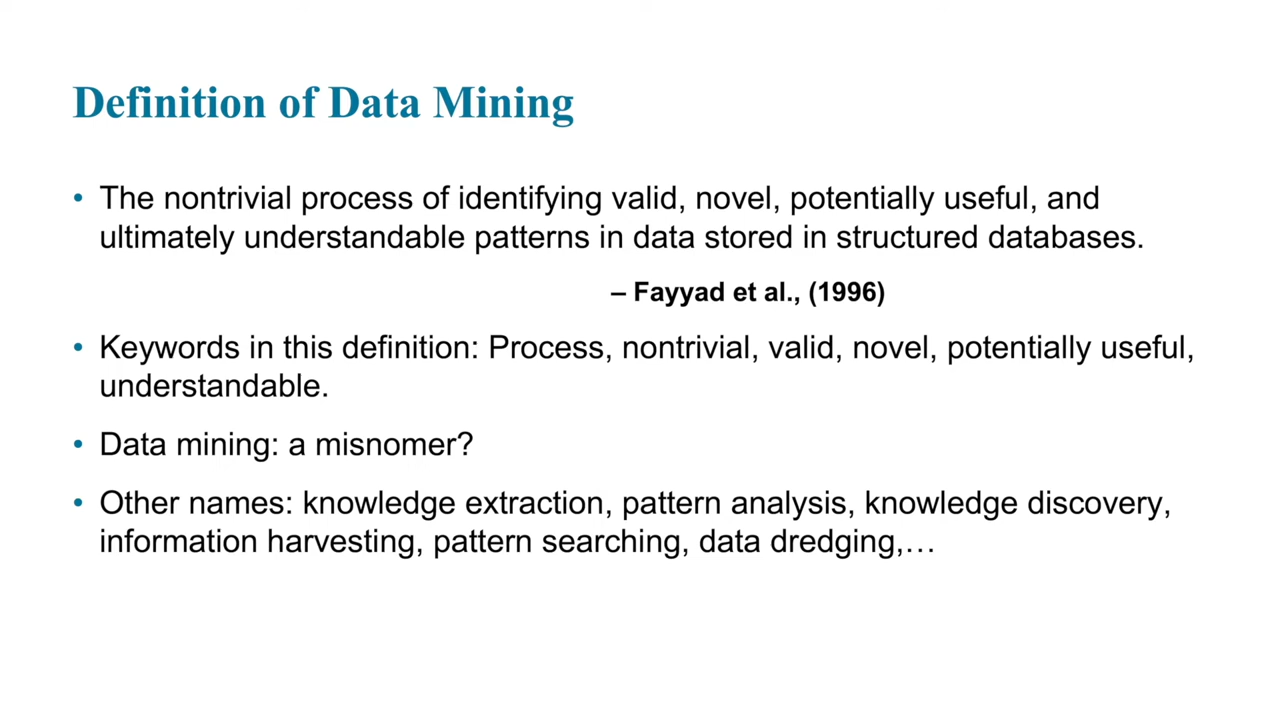 Definition of Data Mining
• The nontrivial process of identifying valid, novel, potentially useful, and
ultimately understandable patterns in data stored in structured databases.
– Fayyad et al., (1996)
• Keywords in this definition: Process, nontrivial, valid, novel, potentially useful,
understandable.
• Data mining: a misnomer?
• Other names: knowledge extraction, pattern analysis, knowledge discovery,
information harvesting, pattern searching, data dredging,…